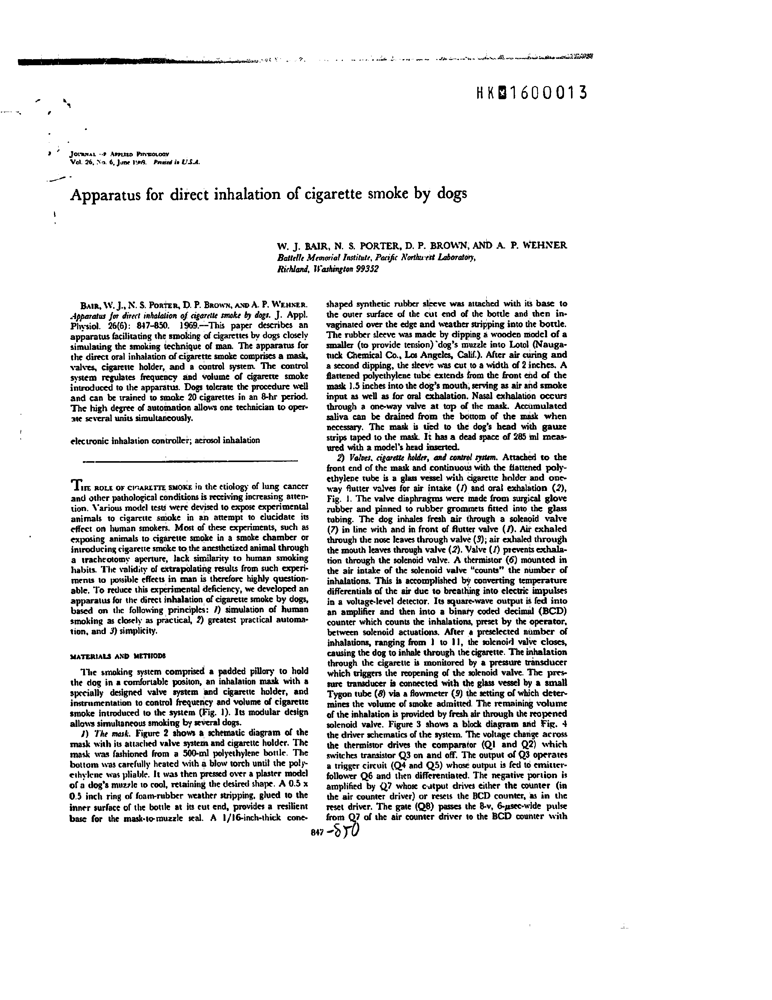 HK 1600013
JOURNAL APPLIED PHYSIOLOGY
Vol. 26, No. 6, June 1969. Printed in U.S.A.
Apparatus for direct inhalation of cigarette smoke by dogs
W. J. BAIR, N. S. PORTER, D. P. BROWN, AND A. P. WEHNER
Battelle Memorial Institute, Pacific Northwest Laboratory,
Richland, Washington 99352
BAIR, W. J., N. S. PORTER, D. P. BROWN, AND A. P. WEHNER.
Apparatus for direct inhalation of cigarette smoke by dogs. J. Appl.
Physiol. 26(6): 847-850. 1969.—This paper describes an
apparatus facilitating the smoking of cigarettes by dogs closely
simulating the smoking technique of man. The apparatus for
the direct oral inhalation of cigarette smoke comprises a mask,
valves, cigarette holder, and a control system. The control
system regulates frequency and volume of cigarette smoke
introduced to the apparatus. Dogs tolerate the procedure well
and can be trained to smoke 20 cigarettes in an 8-hr period.
The high degree of automation allows one technician to oper-
ate several units simultaneously.
electronic inhalation controller; aerosol inhalation
THE ROLE OF CIGARETTE SMOKE in the etiology of lung cancer
and other pathological conditions is receiving increasing atten-
tion. Various model tests were devised to expose experimental
animals to cigarette smoke in an attempt to elucidate its
effect on human smokers. Most of these experiments, such as
exposing animals to cigarette smoke in a smoke chamber or
introducing cigarette smoke to the anesthetized animal through
a tracheotomy aperture, lack similarity to human smoking
habits. The validity of extrapolating results from such experi-
ments to possible effects in man is therefore highly question-
able. To reduce this experimental deficiency, we developed an
apparatus for the direct inhalation of cigarette smoke by dogs,
based on the following principles: 1) simulation of human
smoking as closely as practical, 2) greatest practical automa-
tion, and 3) simplicity.
MATERIALS AND METHODS
The smoking system comprised a padded pillory to hold
the dog in a comfortable positon, an inhalation mask with a
specially designed valve system and cigarette holder, and
instrumentation to control frequency and volume of cigarette
smoke introduced to the system (Fig. 1). Its modular design
allows simultaneous smoking by several dogs.
1) The mask. Figure 2 shows a schematic diagram of the
mask with its attached valve system and cigarette holder. The
mask was fashioned from a 500-ml polyethylene bottle. The
bottom was carefully heated with a blow torch until the poly-
ethylene was pliable. It was then pressed over a plaster model
of a dog's muzzle to cool, retaining the desired shape. A 0.5 x
0.5 inch ring of foam-rubber weather stripping, glued to the
inner surface of the bottle at its cut end, provides a resilient
base for the mask-to-muzzle seal. A 1/16-inch-thick cone-
shaped synthetic rubber sleeve was attached with its base to
the outer surface of the cut end of the bottle and then in-
vaginated over the edge and weather stripping into the bottle.
The rubber sleeve was made by dipping a wooden model of a
smaller (to provide tension) dog's muzzle into Lotol (Nauga-
tuck Chemical Co., Los Angeles, Calif.). After air curing and
a second dipping, the sleeve was cut to a width of 2 inches. A
flattened polyethylene tube extends from the front end of the
mask 1.5 inches into the dog's mouth, serving as air and smoke
input as well as for oral exhalation. Nasal exhalation occurs
through a one-way valve at top of the mask. Accumulated
saliva can be drained from the bottom of the mask when
necessary. The mask is tied to the dog's head with gauze
strips taped to the mask. It has a dead space of 285 ml meas-
ured with a model's head inserted.
2) Valves, cigarette holder, and control system. Attached to the
front end of the mask and continuous with the flattened poly-
ethylene tube is a glass vessel with cigarette holder and one-
way flutter valves for air intake (1) and oral exhalation (2),
Fig. 1. The valve diaphragms were made from surgical glove
rubber and pinned to rubber grommets fitted into the glass
tubing. The dog inhales fresh air through a solenoid valve
(7) in line with and in front of flutter valve (1). Air exhaled
through the nose leaves through valve (3); air exhaled through
the mouth leaves through valve (2). Valve (1) prevents exhala-
tion through the solenoid valve. A thermistor (6) mounted in
the air intake of the solenoid valve "counts" the number of
inhalations. This is accomplished by converting temperature
differentials of the air due to breathing into electric impulses
in a voltage-level detector. Its square-wave output is fed into
an amplifier and then into a binary coded decimal (BCD)
counter which counts the inhalations, preset by the operator,
between solenoid actuations. After a preselected number of
inhalations, ranging from 1 to 11, the solenoid valve closes,
causing the dog to inhale through the cigarette. The inhalation
through the cigarette is monitored by a pressure transducer
which triggers the reopening of the solenoid valve. The pres-
sure transducer is connected with the glass vessel by a small
Tygon tube (8) via a flowmeter (9) the setting of which deter-
mines the volume of smoke admitted. The remaining volume
of the inhalation is provided by fresh air through the reopened
solenoid valve. Figure 3 shows a block diagram and Fig. 4
the driver schematics of the system. The voltage change across
the thermistor drives the comparator (Q1 and Q2) which
switches transistor Q3 on and off. The output of Q3 operates
a trigger circuit (Q4 and Q5) whose output is fed to emitter-
follower Q6 and then differentiated. The negative portion is
amplified by Q7 whose output drives either the counter (in
the air counter driver) or resets the BCD counter, as in the
reset driver. The gate (Q8) passes the 8-v, 6-μsec-wide pulse
from Q7 of the air counter driver to the BCD counter with
847 -850